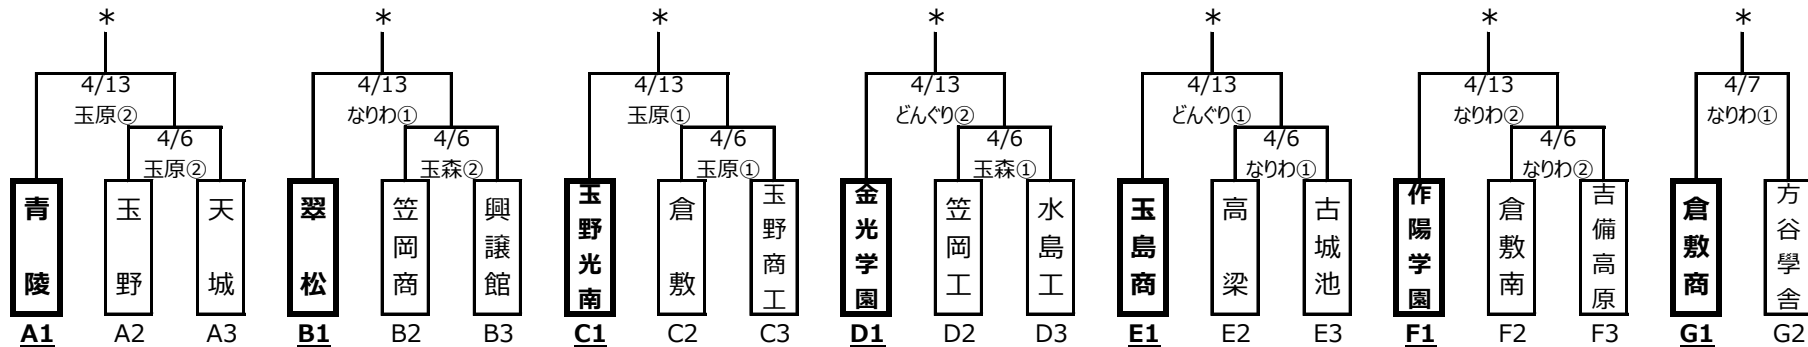 * * * * * * *
4/13 4/13 4/13 4/13 4/13 4/13 4/7
玉原② なりわ① 玉原① どんぐり② どんぐり① なりわ② なりわ①
4/6 4/6 4/6 4/6 4/6 4/6
玉原② 玉森② 玉原① 玉森① なりわ① なりわ②
青陵 玉野 天城 翠松 笠岡商 興譲館 玉野光南 倉敷 玉野商工 金光学園 笠岡工 水島工 玉島商 高梁 古城池 作陽学園 倉敷南 吉備高原 倉敷商 方谷學舎
A1 A2 A3 B1 B2 B3 C1 C2 C3 D1 D2 D3 E1 E2 E3 F1 F2 F3 G1 G2